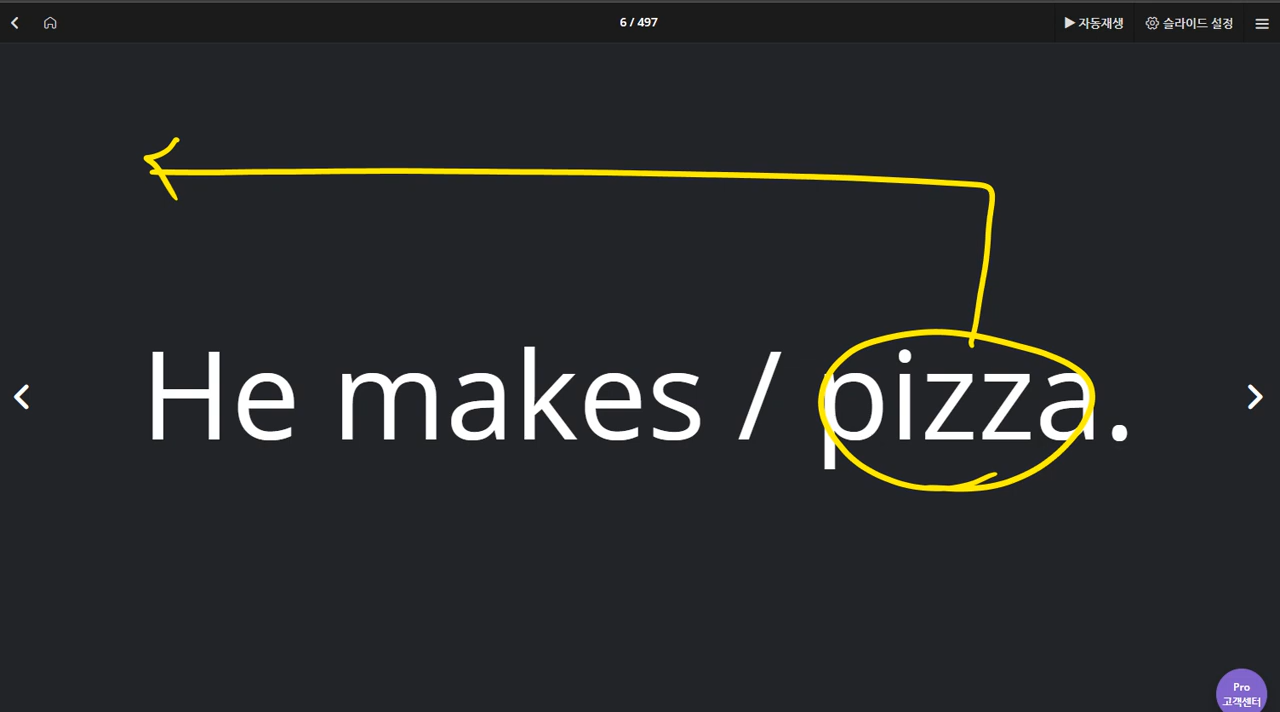 6 / 497
▶ 자동재생
슬라이드 설정
He makes / pizza.
Pro
고객센터